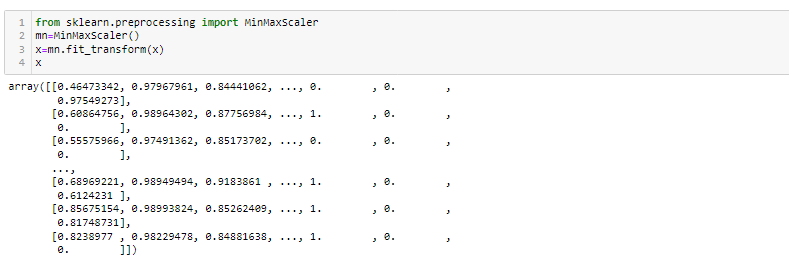 1 from sklearn.preprocessing import MinMaxScaler
2 mn=MinMaxScaler()
3 x=mn.fit_transform(x)
4 x
array([[0.46473342, 0.97967961, 0.84441062, ..., 0.        , 0.        ,
        0.97549273],
       [0.60864756, 0.98964302, 0.87756984, ..., 1.        , 0.        ,
        0.        ],
       [0.55575966, 0.97491362, 0.85173702, ..., 0.        , 0.        ,
        0.        ],
       ...,
       [0.68969221, 0.98949494, 0.9183861 , ..., 1.        , 0.        ,
        0.6124231 ],
       [0.85675154, 0.98993824, 0.85262409, ..., 1.        , 0.        ,
        0.81748731],
       [0.8238977 , 0.98229478, 0.84881638, ..., 1.        , 0.        ,
        0.        ]])